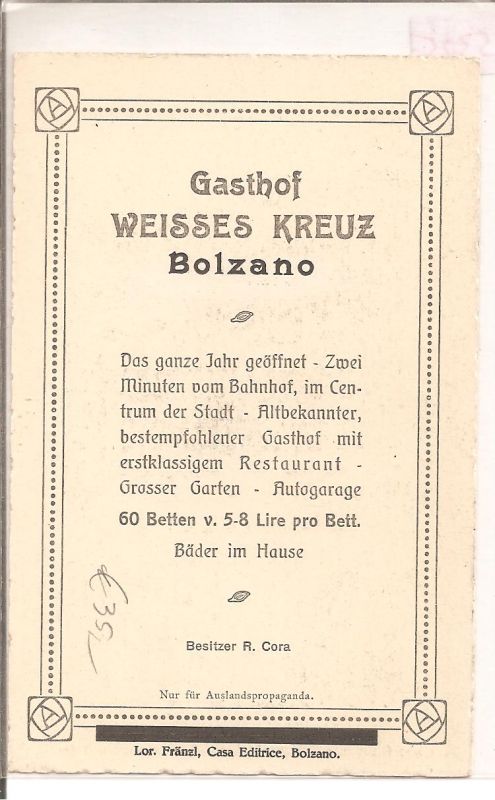 Gasthof
WEISSES KREUZ
Bolzano
Das ganze Jahr geöffnet - Zwei
Minuten vom Bahnhof, im Cen-
trum der Stadt - Altbekannter,
bestempfohlener Gasthof mit
erstklassigem Restaurant -
Grosser Garten - Autogarage
60 Betten v. 5-8 Lire pro Bett.
Bäder im Hause
Besitzer R. Cora
Nur für Auslandspropaganda.
Lor. Fränzl, Casa Editrice, Bolzano.